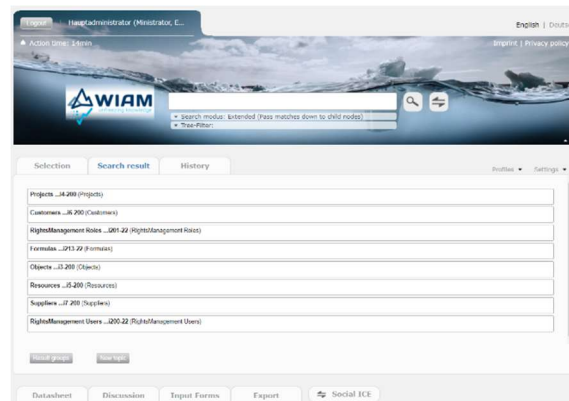 Logout Hauptadministrator (Ministrator, E...
English | Deuts
Action time: 14min
Imprint | Privacy policy
WIAM
Search modus: Extended (Pass matches down to child nodes)
Tree-Filter:
Selection Search result History
Profiles Settings
Projects ...i4-200 (Projects)
Customers ...i6-200 (Customers)
RightsManagement Roles ...i201-22 (RightsManagement Roles)
Formulas ...i213-22 (Formulas)
Objects ...i3-200 (Objects)
Resources ...i5-200 (Resources)
Suppliers ...i7-200 (Suppliers)
RightsManagement Users ...i200-22 (RightsManagement Users)
Result groups New topic
Datasheet Discussion Input Forms Export Social ICE